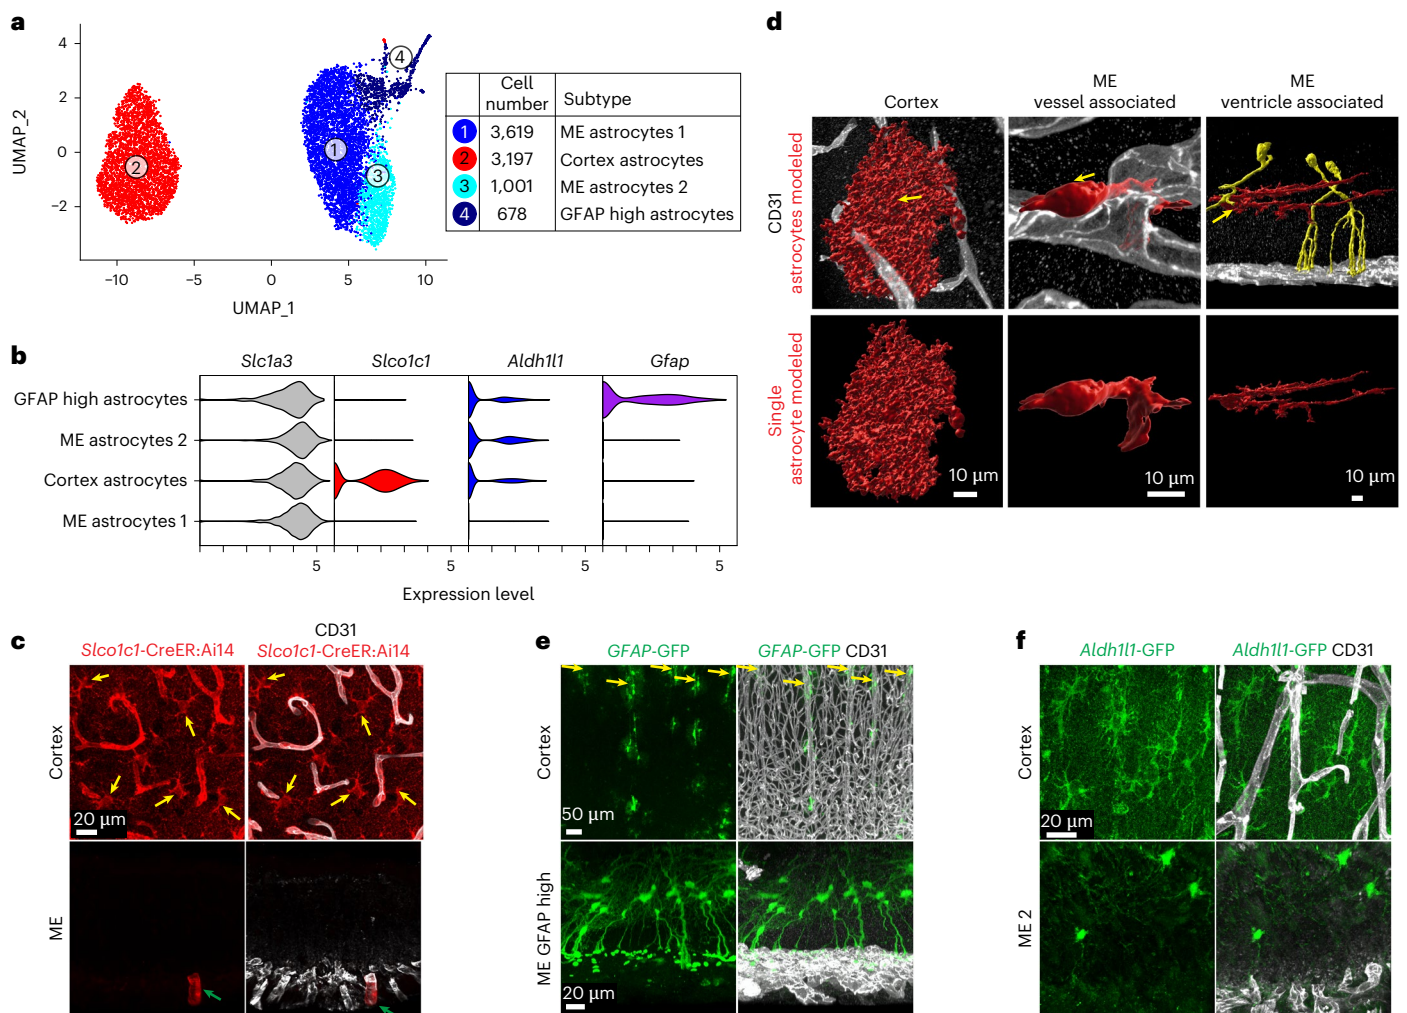 a
4
2
0
−2
UMAP_2
−10
−5
0
5
10
UMAP_1
1
2
3
4
Cell number
Subtype
1 3,619 ME astrocytes 1
2 3,197 Cortex astrocytes
3 1,001 ME astrocytes 2
4 678 GFAP high astrocytes
b
Slc1a3 Slco1c1 Aldh1l1 Gfap
GFAP high astrocytes
ME astrocytes 2
Cortex astrocytes
ME astrocytes 1
5 5 5 5
Expression level
c
Slco1c1-CreER:Ai14
CD31
Slco1c1-CreER:Ai14
Cortex
20 µm
ME
d
Cortex
ME
vessel associated
ME
ventricle associated
CD31
astrocytes modeled
Single
astrocyte modeled
10 µm
10 µm
10 µm
e
GFAP-GFP
GFAP-GFP CD31
Cortex
50 µm
ME GFAP high
20 µm
f
Aldh1l1-GFP
Aldh1l1-GFP CD31
Cortex
20 µm
ME 2